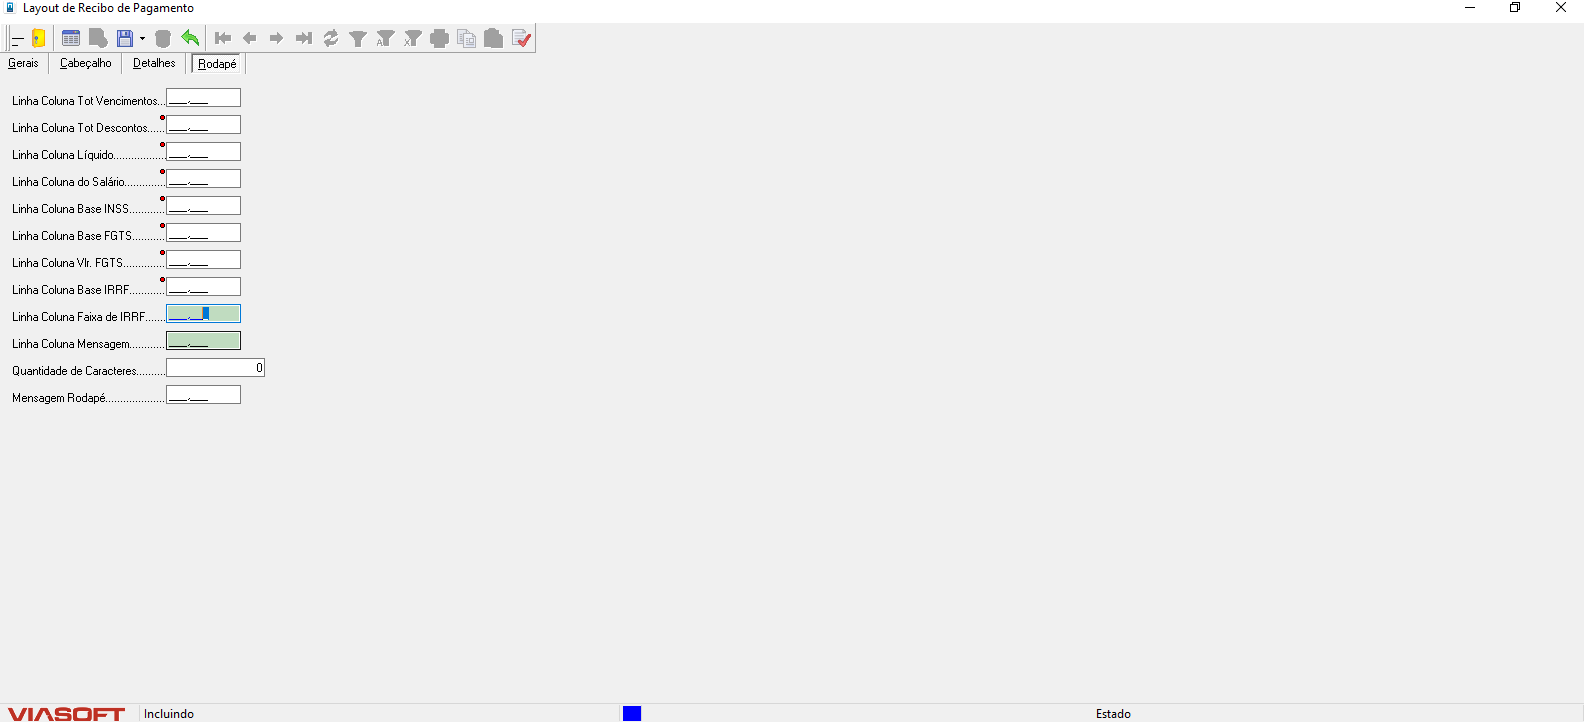 Layout de Recibo de Pagamento
Gerais Cabeçalho Detalhes Rodapé
Linha Coluna Tot Vencimentos... ___,___
Linha Coluna Tot Descontos...... ___,___
Linha Coluna Líquido.................. ___,___
Linha Coluna do Salário............. ___,___
Linha Coluna Base INSS............ ___,___
Linha Coluna Base FGTS........... ___,___
Linha Coluna Vlr. FGTS.............. ___,___
Linha Coluna Base IRRF............ ___,___
Linha Coluna Faixa de IRRF....... ___,___
Linha Coluna Mensagem............ ___,___
Quantidade de Caracteres.......... 0
Mensagem Rodapé.................... ___,___
VIASOFT Incluindo Estado